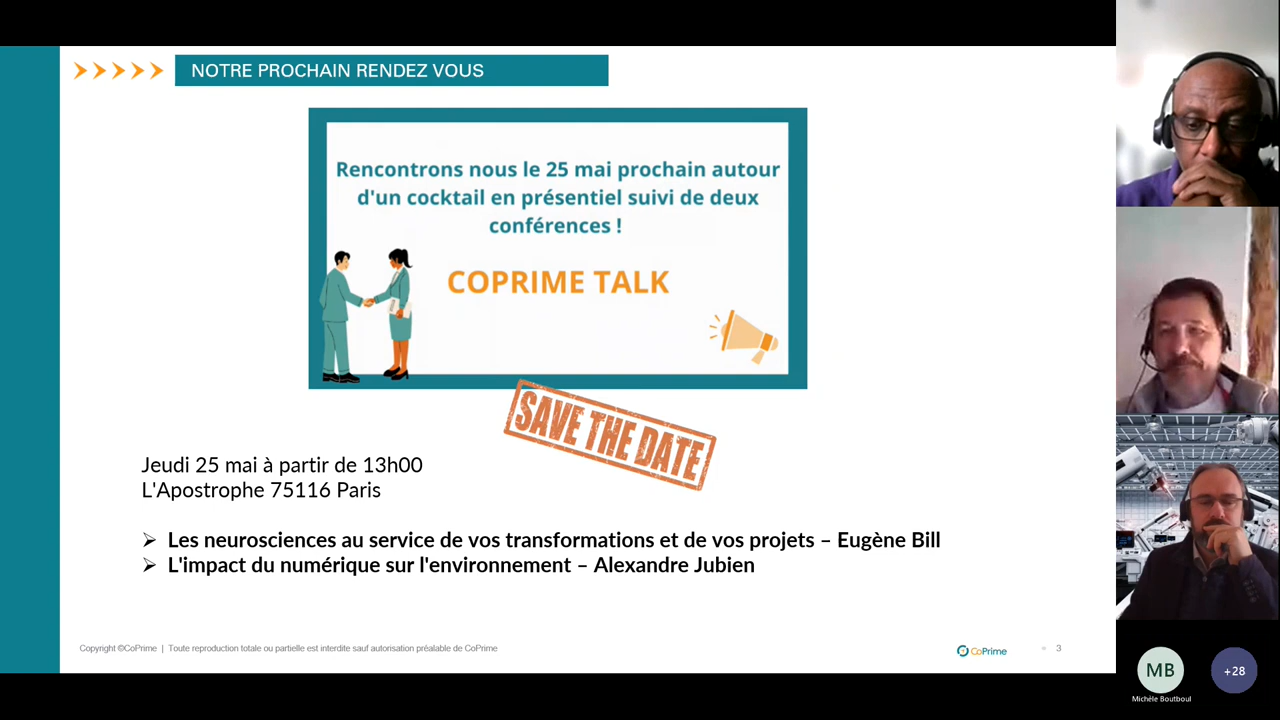 NOTRE PROCHAIN RENDEZ VOUS
Rencontrons nous le 25 mai prochain autour
d'un cocktail en présentiel suivi de deux
conférences !
COPRIME TALK
SAVE THE DATE
Jeudi 25 mai à partir de 13h00
L'Apostrophe 75116 Paris
➢ Les neurosciences au service de vos transformations et de vos projets – Eugène Bill
➢ L'impact du numérique sur l'environnement – Alexandre Jubien
Copyright ©CoPrime | Toute reproduction totale ou partielle est interdite sauf autorisation préalable de CoPrime
CoPrime
3
MB
+28
Michéle Boutboul